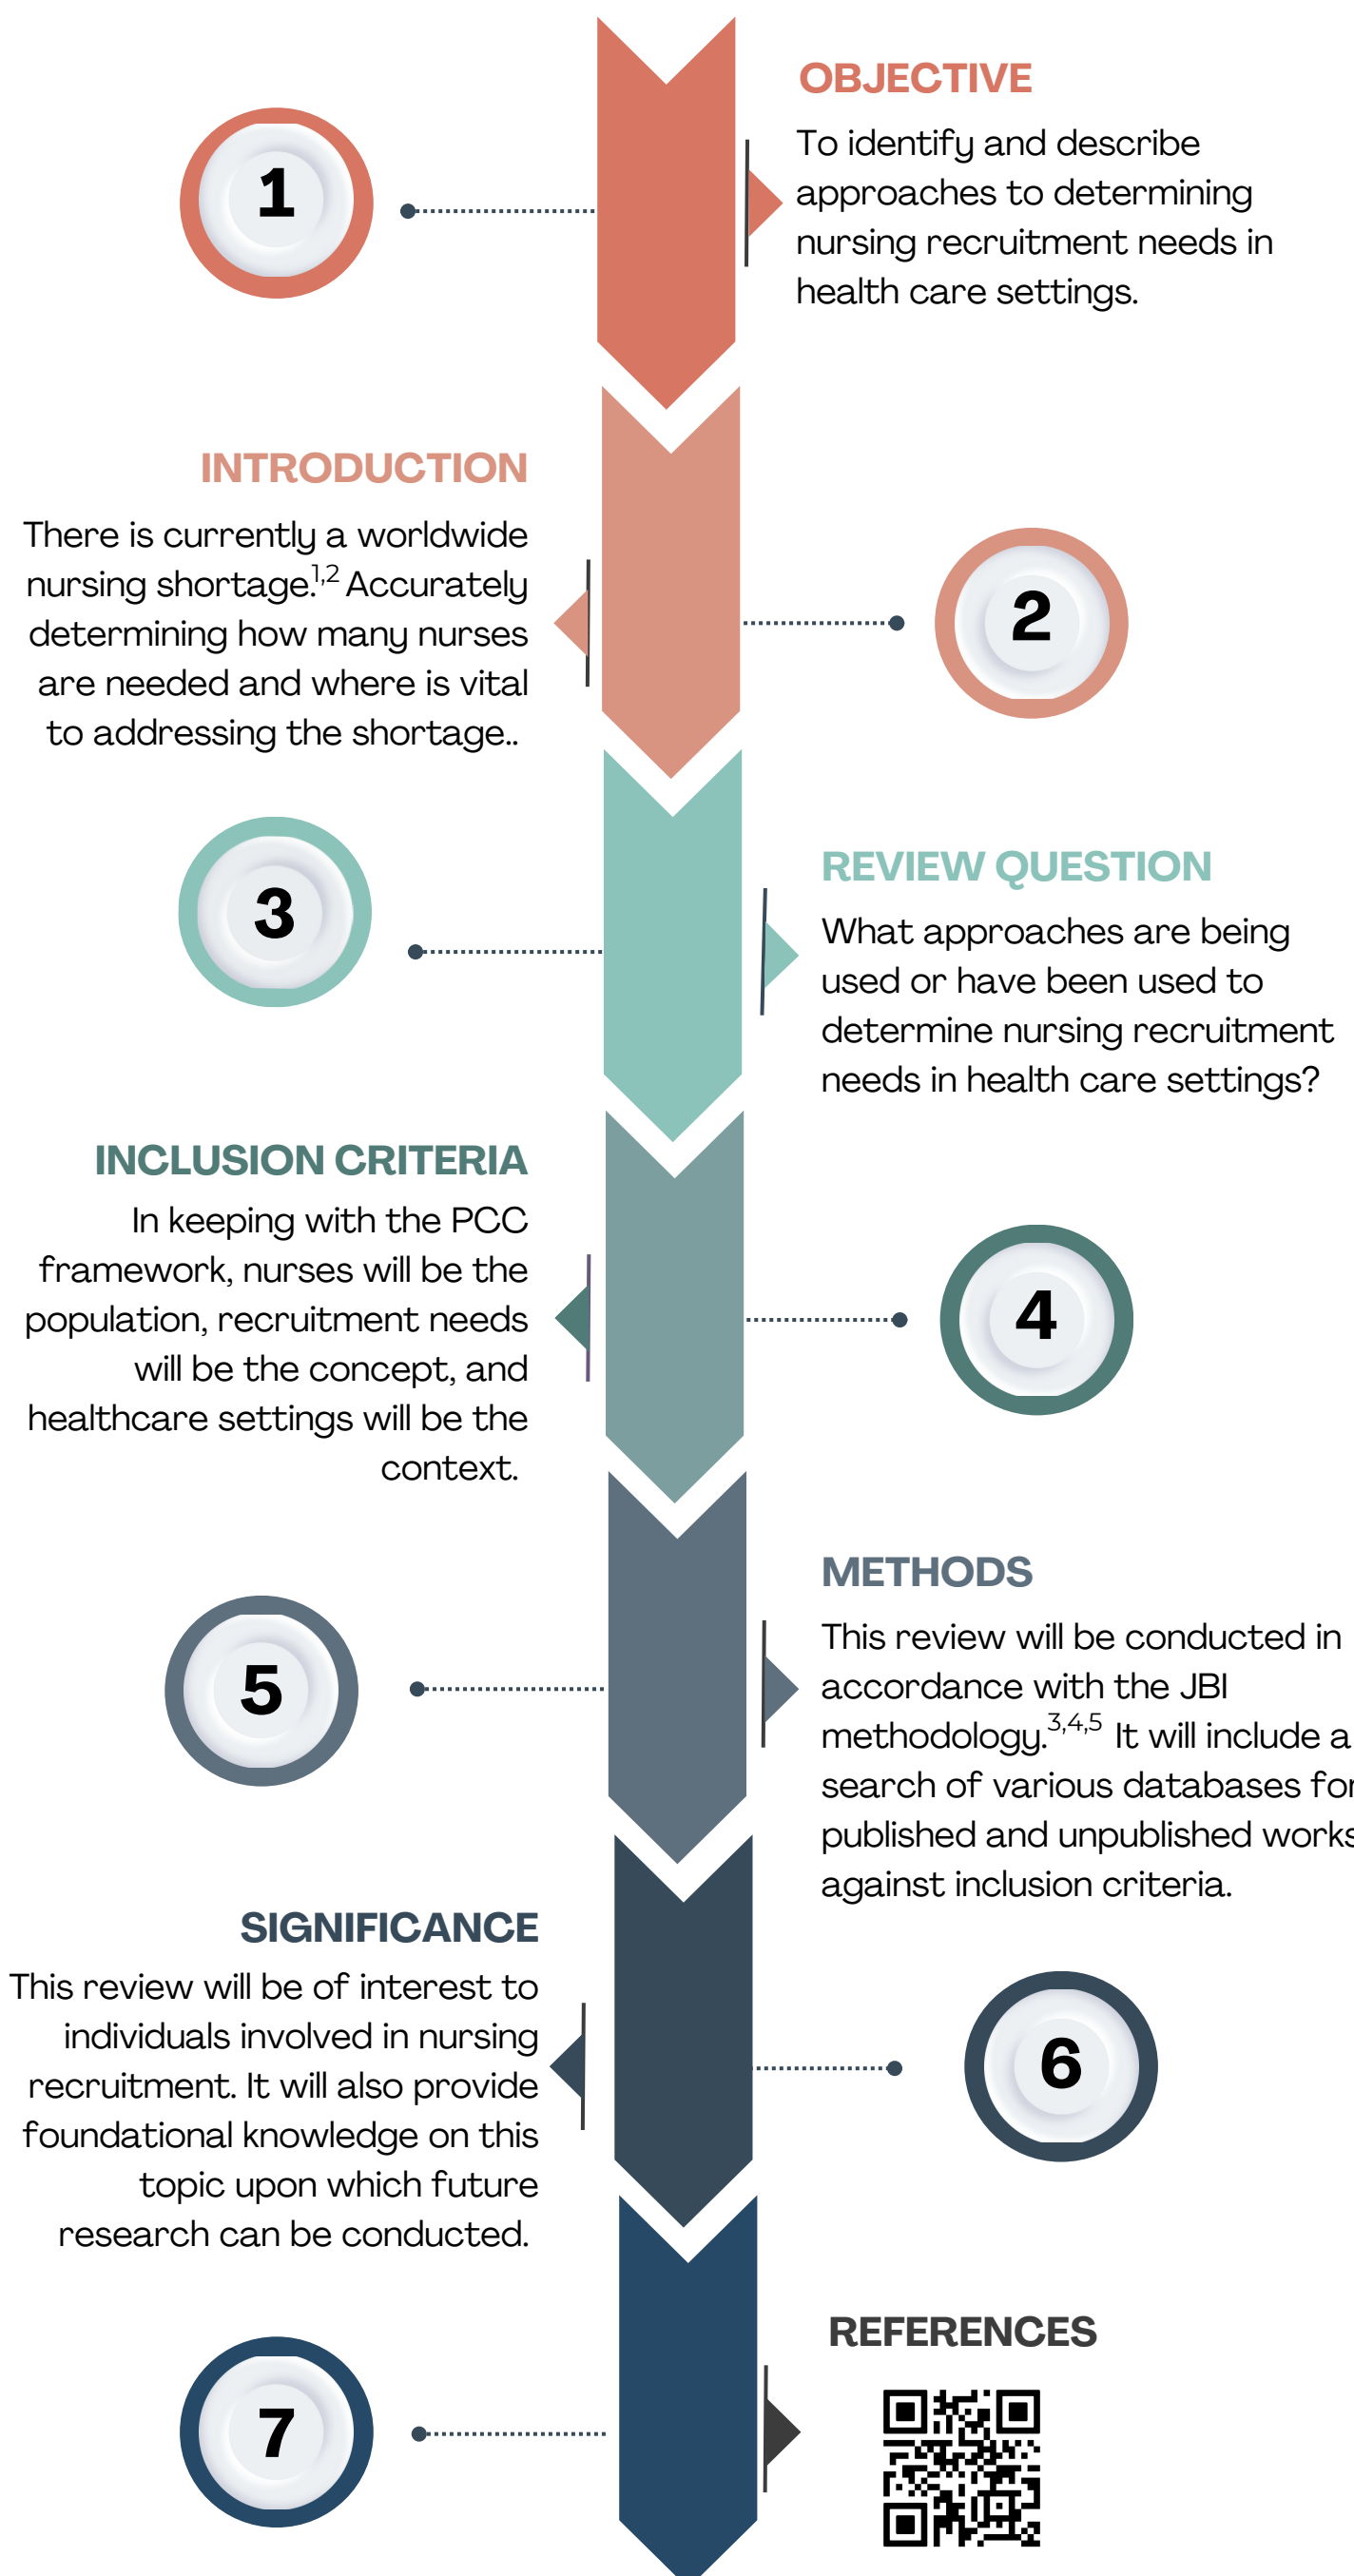 1
OBJECTIVE
To identify and describe
approaches to determining
nursing recruitment needs in
health care settings.
INTRODUCTION
There is currently a worldwide
nursing shortage.1,2 Accurately
determining how many nurses
are needed and where is vital
to addressing the shortage..
2
3
REVIEW QUESTION
What approaches are being
used or have been used to
determine nursing recruitment
needs in health care settings?
INCLUSION CRITERIA
In keeping with the PCC
framework, nurses will be the
population, recruitment needs
will be the concept, and
healthcare settings will be the
context.
4
5
METHODS
This review will be conducted in
accordance with the JBI
methodology.3,4,5 It will include a
search of various databases for
published and unpublished works
against inclusion criteria.
SIGNIFICANCE
This review will be of interest to
individuals involved in nursing
recruitment. It will also provide
foundational knowledge on this
topic upon which future
research can be conducted.
6
7
REFERENCES